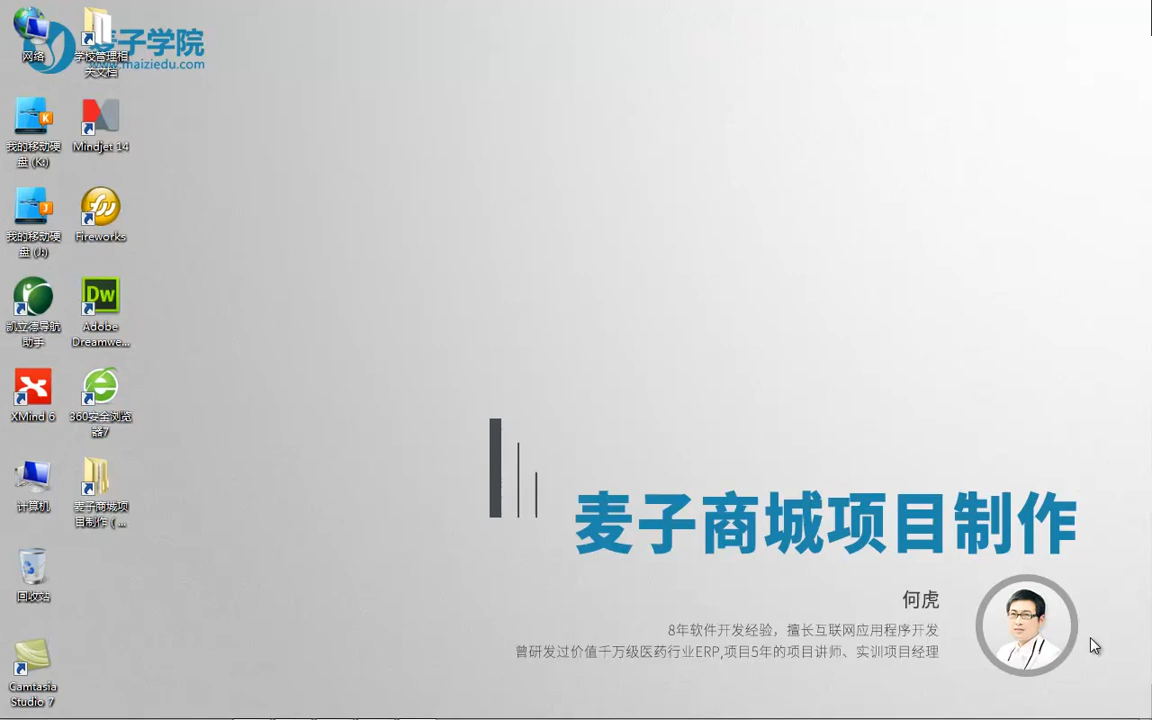 麦子学院
www.maiziedu.com
网络
学校管理相
关文档
我的移动硬
盘 (K:)
Mindjet 14
我的移动硬
盘 (J:)
Fireworks
凯立德导航
助手
Dw
Adobe
Dreamwe...
XMind 6
360安全浏览
器7
计算机
麦子商城项
目制作 ( ...
回收站
Camtasia
Studio 7
麦子商城项目制作
何虎
8年软件开发经验，擅长互联网应用程序开发
曾研发过价值千万级医药行业ERP,项目5年的项目讲师、实训项目经理